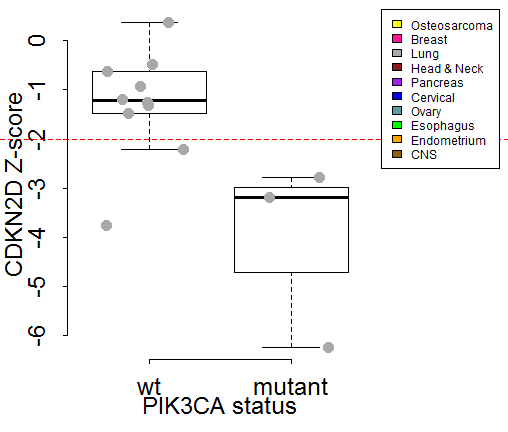 CDKN2D Z-score
0
-1
-2
-3
-4
-5
-6
wt
mutant
PIK3CA status
Osteosarcoma
Breast
Lung
Head & Neck
Pancreas
Cervical
Ovary
Esophagus
Endometrium
CNS